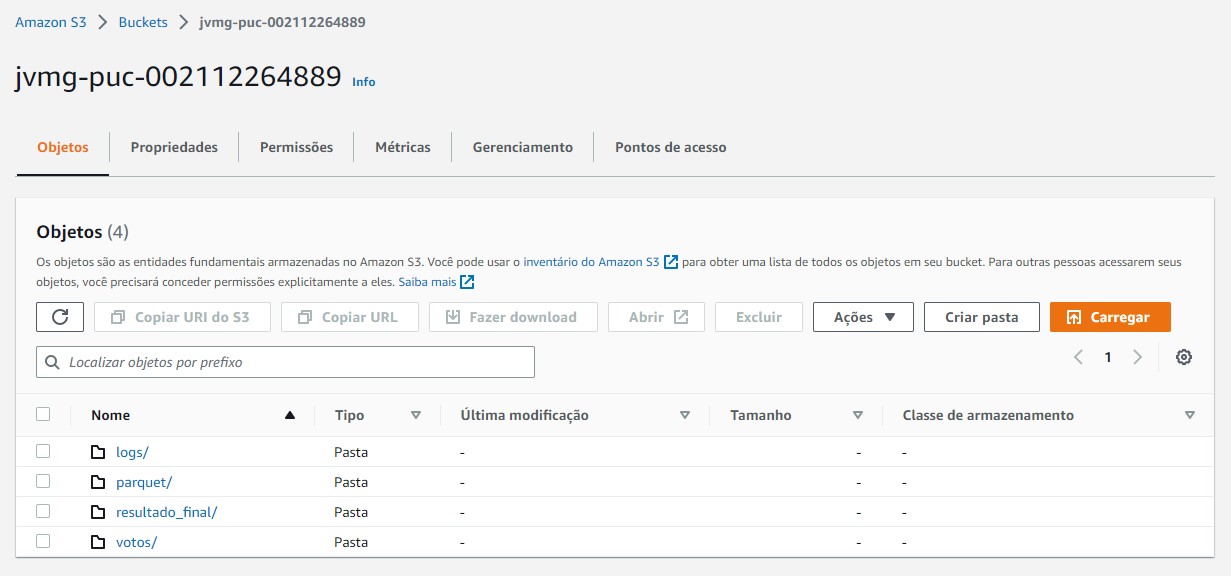 Amazon S3 > Buckets > jvmg-puc-002112264889
jvmg-puc-002112264889 Info
Objetos Propriedades Permissões Métricas Gerenciamento Pontos de acesso
Objetos (4)
Os objetos são as entidades fundamentais armazenadas no Amazon S3. Você pode usar o inventário do Amazon S3 para obter uma lista de todos os objetos em seu bucket. Para outras pessoas acessarem seus
objetos, você precisará conceder permissões explicitamente a eles. Saiba mais
Copiar URI do S3 Copiar URL Fazer download Abrir Excluir Ações Criar pasta Carregar
Localizar objetos por prefixo < 1 >
Nome Tipo Última modificação Tamanho Classe de armazenamento
logs/ Pasta - - -
parquet/ Pasta - - -
resultado_final/ Pasta - - -
votos/ Pasta - - -